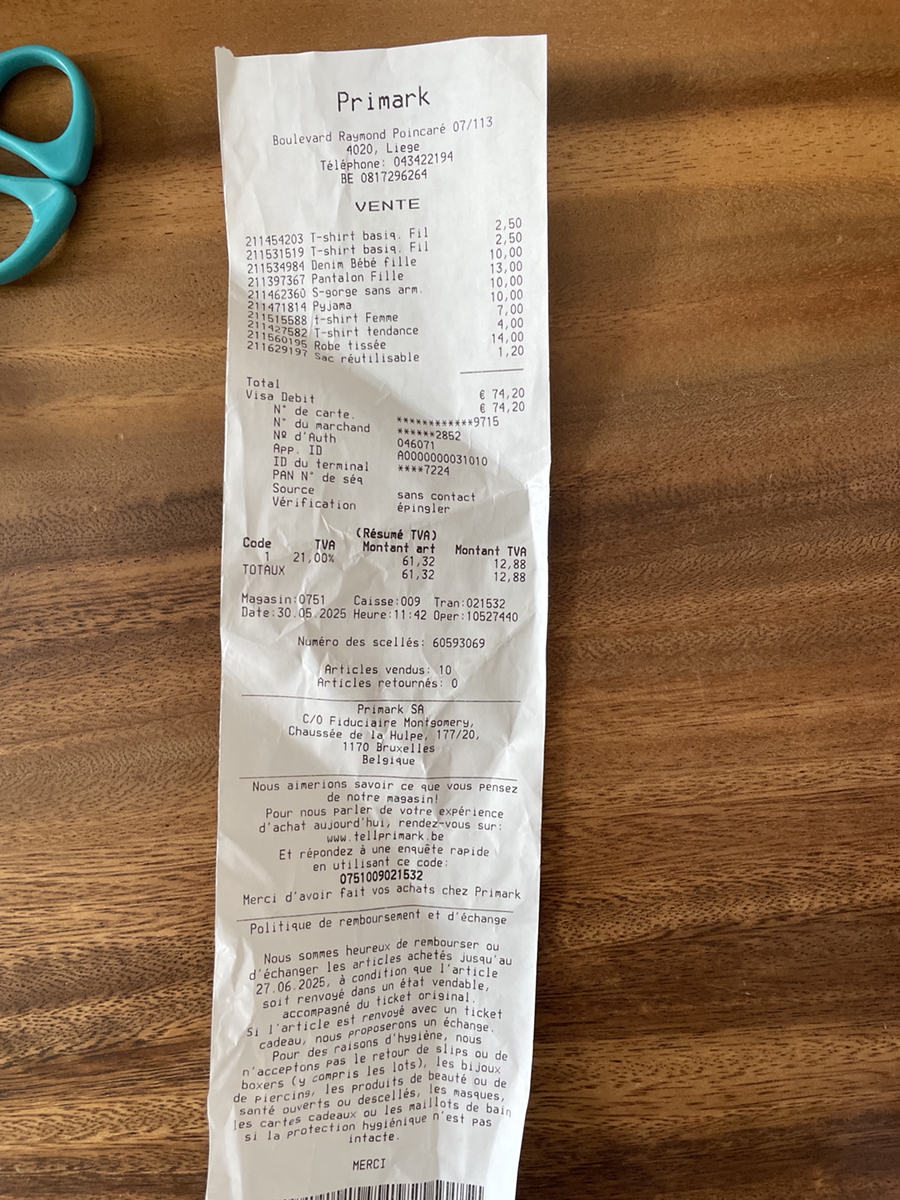 Primark
Boulevard Raymond Poincaré 07/113
4020, Liege
Téléphone: 043422194
BE 0817296264
VENTE
211454203 T-shirt basiq. Fil 2,50
211531519 T-shirt basiq. Fil 2,50
211534984 Denim Bébé fille 10,00
211397367 Pantalon Fille 13,00
211462360 S-gorge sans arm. 10,00
211471814 Pyjama 10,00
211515588 t-shirt Femme 7,00
211427582 T-shirt tendance 4,00
211560195 Robe tissée 14,00
211629197 Sac réutilisable 1,20
Total € 74,20
Visa Debit € 74,20
N° de carte. ************9715
N° du marchand ******2852
Nº d'Auth 046071
App. ID A0000000031010
ID du terminal ****7224
PAN N° de séq
Source sans contact
Vérification épingler
(Résumé TVA)
Code TVA Montant art Montant TVA
1 21,00% 61,32 12,88
TOTAUX 61,32 12,88
Magasin:0751 Caisse:009 Tran:021532
Date:30.05.2025 Heure:11:42 Oper:10527440
Numéro des scellés: 60593069
Articles vendus: 10
Articles retournés: 0
Primark SA
C/O Fiduciaire Montgomery,
Chaussée de la Hulpe, 177/20,
1170 Bruxelles
Belgique
Nous aimerions savoir ce que vous pensez
de notre magasin!
Pour nous parler de votre expérience
d'achat aujourd'hui, rendez-vous sur:
www.tellprimark.be
Et répondez à une enquête rapide
en utilisant ce code:
0751009021532
Merci d'avoir fait vos achats chez Primark
Politique de remboursement et d'échange
Nous sommes heureux de rembourser ou
d'échanger les articles achetés jusqu'au
27.06.2025, à condition que l'article
soit renvoyé dans un état vendable,
accompagné du ticket original.
Si l'article est renvoyé avec un ticket
cadeau, nous proposerons un échange.
Pour des raisons d'hygiène, nous
n'acceptons pas le retour de slips ou de
boxers (y compris les lots), les bijoux
de piercing, les produits de beauté ou de
santé ouverts ou descellés, les masques,
les cartes cadeaux ou les maillots de bain
si la protection hygiénique n'est pas
intacte.
MERCI